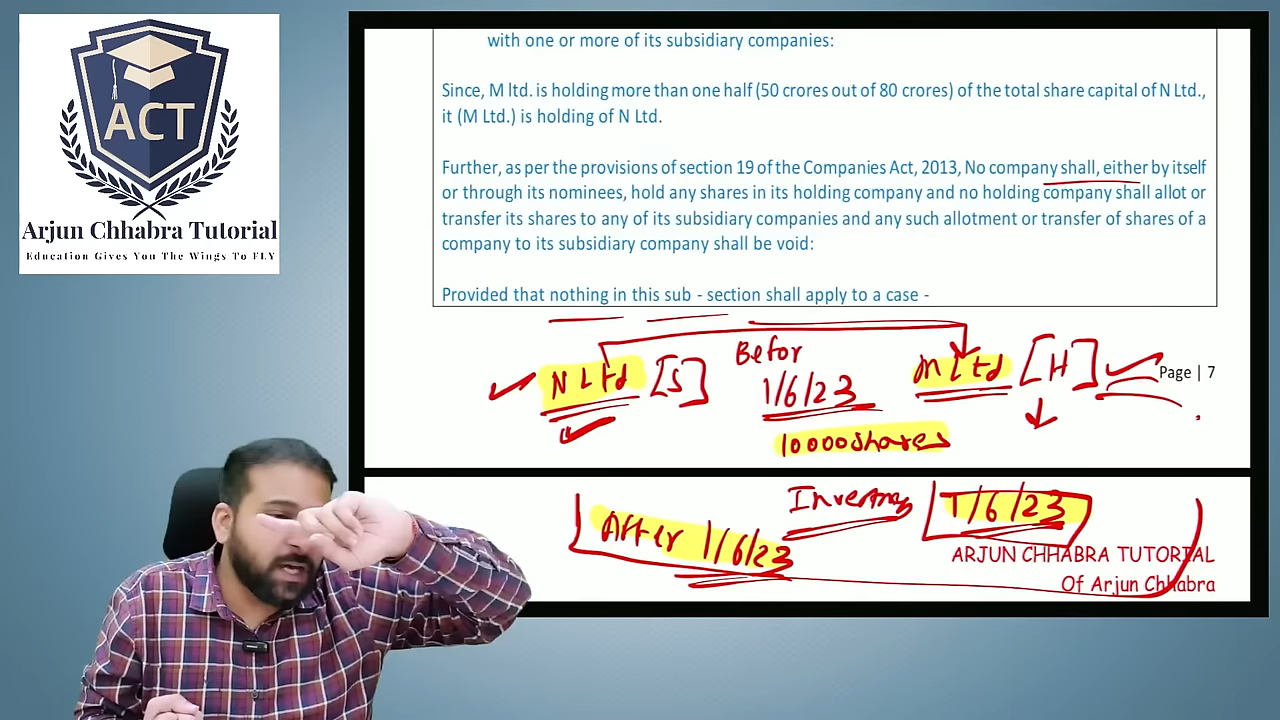 ACT
Arjun Chhabra Tutorial
Education Gives You The Wings To FLY
with one or more of its subsidiary companies:
Since, M ltd. is holding more than one half (50 crores out of 80 crores) of the total share capital of N Ltd.,
it (M Ltd.) is holding of N Ltd.
Further, as per the provisions of section 19 of the Companies Act, 2013, No company shall, either by itself
or through its nominees, hold any shares in its holding company and no holding company shall allot or
transfer its shares to any of its subsidiary companies and any such allotment or transfer of shares of a
company to its subsidiary company shall be void:
Provided that nothing in this sub - section shall apply to a case -
Befor
N Ltd [S] 1/6/23 M Ltd [H]
Page | 7
10000 shares
After 1/6/23 1/6/23
ARJUN CHHABRA TUTORIAL
Of Arjun Chhabra